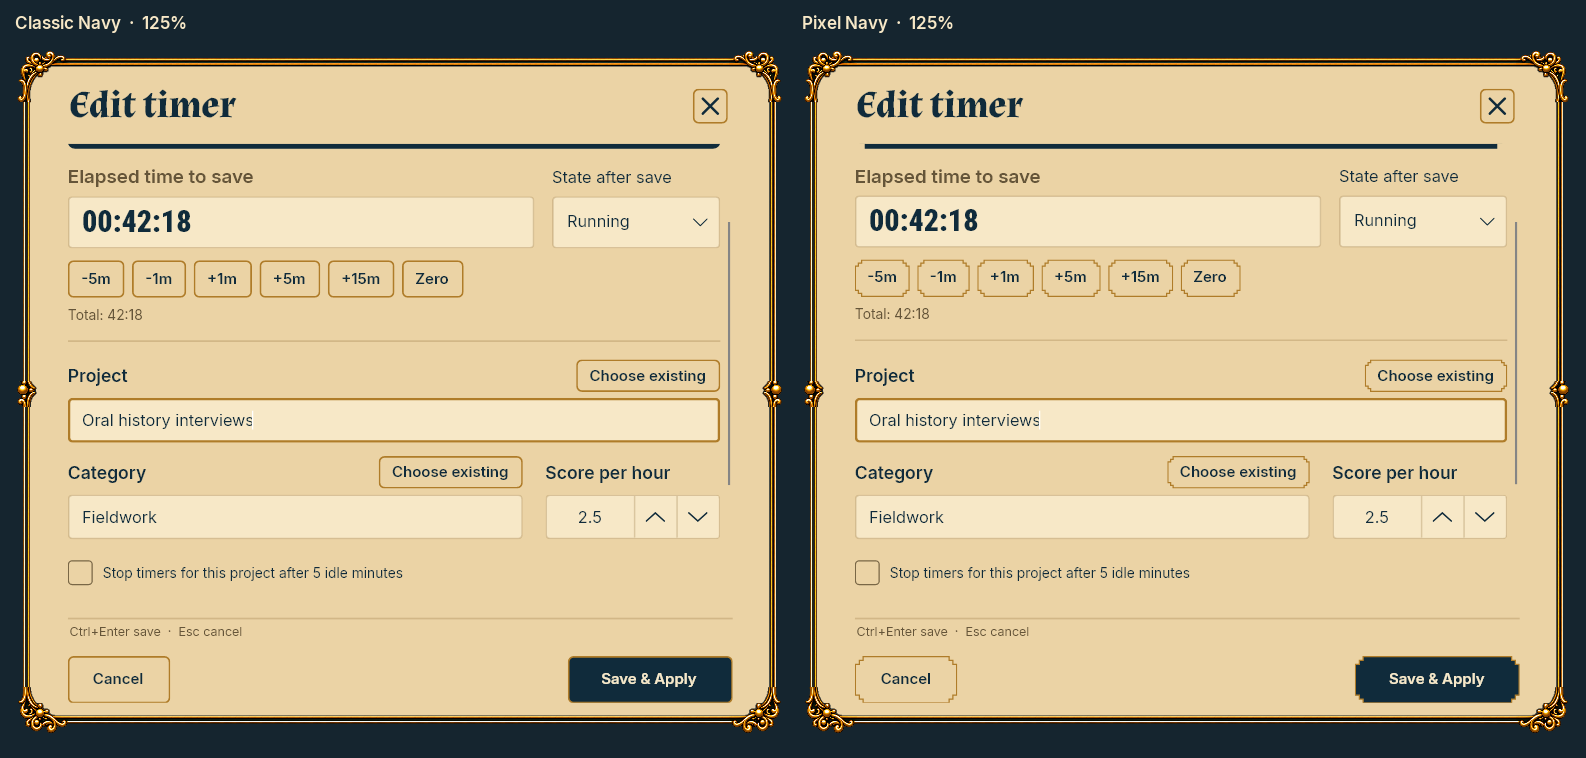 Classic Navy · 125%
Edit timer
Elapsed time to save
State after save
00:42:18
Running
-5m
-1m
+1m
+5m
+15m
Zero
Total: 42:18
Project
Choose existing
Oral history interviews
Category
Choose existing
Score per hour
Fieldwork
2.5
Stop timers for this project after 5 idle minutes
Ctrl+Enter save · Esc cancel
Cancel
Save & Apply
Pixel Navy · 125%
Edit timer
Elapsed time to save
State after save
00:42:18
Running
-5m
-1m
+1m
+5m
+15m
Zero
Total: 42:18
Project
Choose existing
Oral history interviews
Category
Choose existing
Score per hour
Fieldwork
2.5
Stop timers for this project after 5 idle minutes
Ctrl+Enter save · Esc cancel
Cancel
Save & Apply